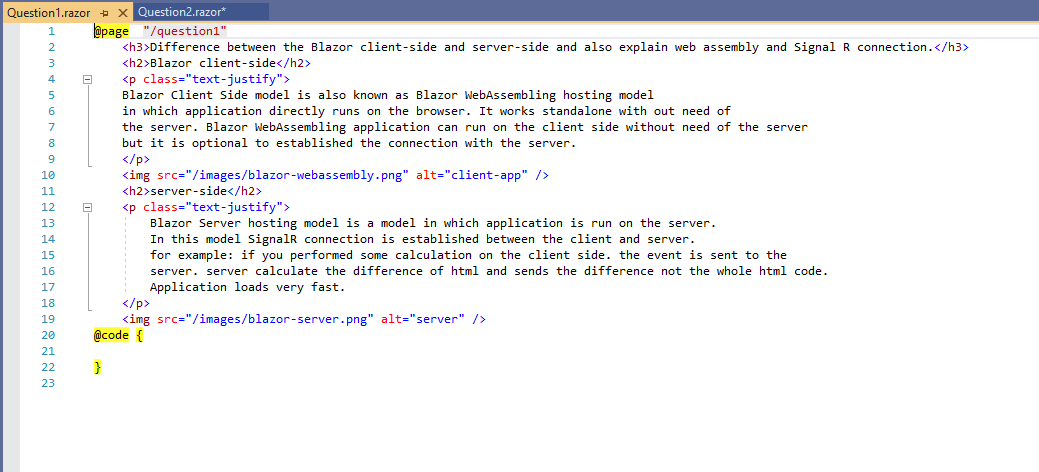 Question1.razor Question2.razor*
1 @page "/question1"
2 <h3>Difference between the Blazor client-side and server-side and also explain web assembly and Signal R connection.</h3>
3 <h2>Blazor client-side</h2>
4 <p class="text-justify">
5 Blazor Client Side model is also known as Blazor WebAssembling hosting model
6 in which application directly runs on the browser. It works standalone with out need of
7 the server. Blazor WebAssembling application can run on the client side without need of the server
8 but it is optional to established the connection with the server.
9 </p>
10 <img src="/images/blazor-webassembly.png" alt="client-app" />
11 <h2>server-side</h2>
12 <p class="text-justify">
13 Blazor Server hosting model is a model in which application is run on the server.
14 In this model SignalR connection is established between the client and server.
15 for example: if you performed some calculation on the client side. the event is sent to the
16 server. server calculate the difference of html and sends the difference not the whole html code.
17 Application loads very fast.
18 </p>
19 <img src="/images/blazor-server.png" alt="server" />
20 @code {
21
22 }
23